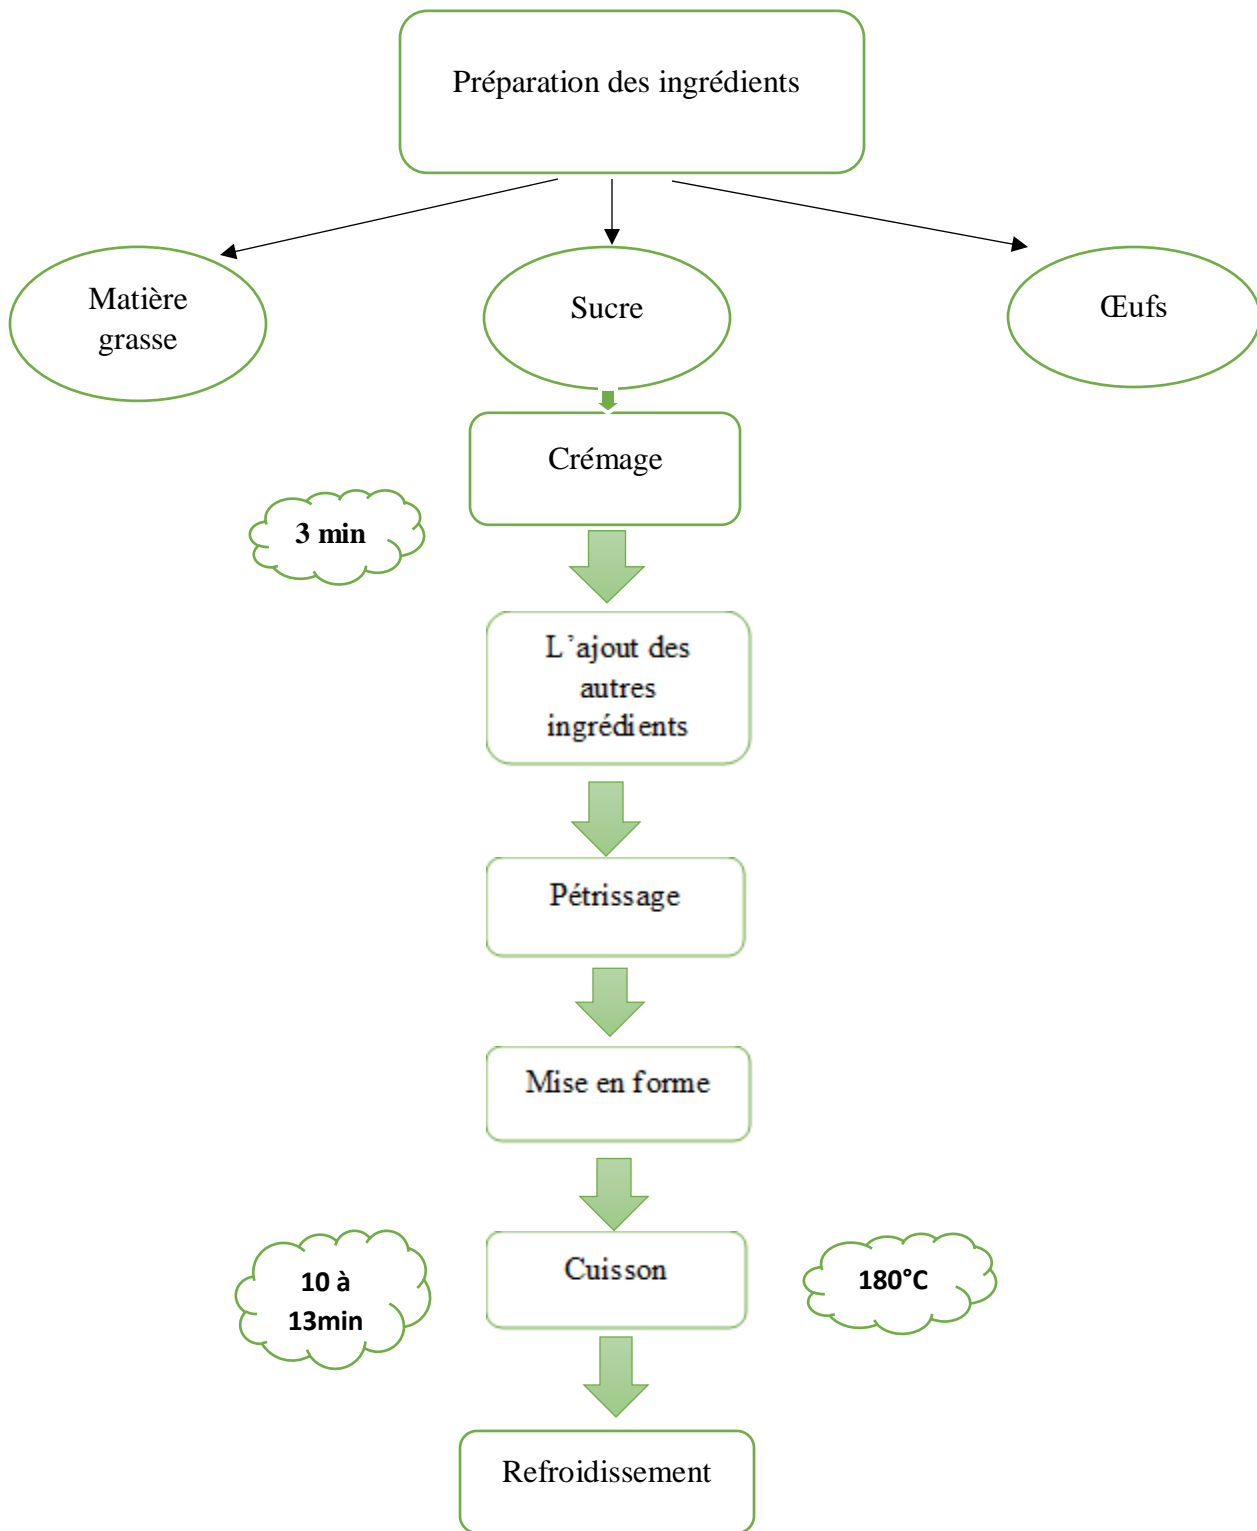 Préparation des ingrédients
Matière
grasse
Sucre
Œufs
Crémage
3 min
L'ajout des
autres
ingrédients
Pétrissage
Mise en forme
Cuisson
10 à
13min
180°C
Refroidissement